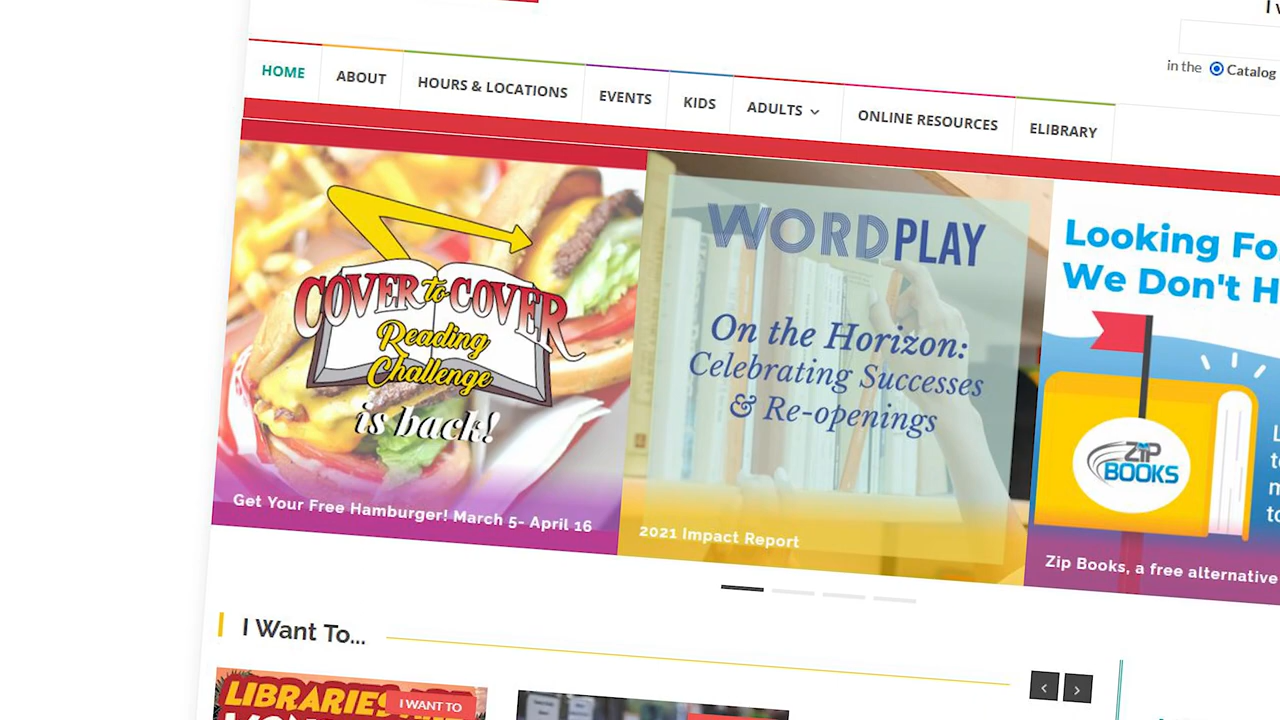 I
in the Catalog
HOME ABOUT HOURS & LOCATIONS EVENTS KIDS ADULTS ONLINE RESOURCES ELIBRARY
COVER to COVER
Reading
Challenge
is back!
Get Your Free Hamburger! March 5- April 16
WORDPLAY
On the Horizon:
Celebrating Successes
& Re-openings
2021 Impact Report
Looking Fo
We Don't H
ZIP
BOOKS
Zip Books, a free alternative
I Want To...
LIBRARIES ARE
I WANT TO